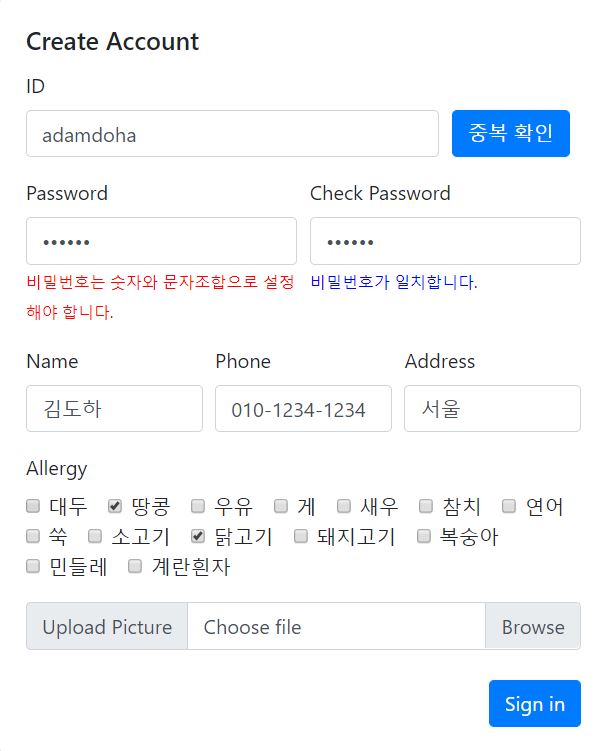 Create Account
ID
adamdoha 중복 확인
Password Check Password
•••••• ••••••
비밀번호는 숫자와 문자조합으로 설정 비밀번호가 일치합니다.
해야 합니다.
Name Phone Address
김도하 010-1234-1234 서울
Allergy
대두 땅콩 우유 게 새우 참치 연어
쑥 소고기 닭고기 돼지고기 복숭아
민들레 계란흰자
Upload Picture Choose file Browse
Sign in